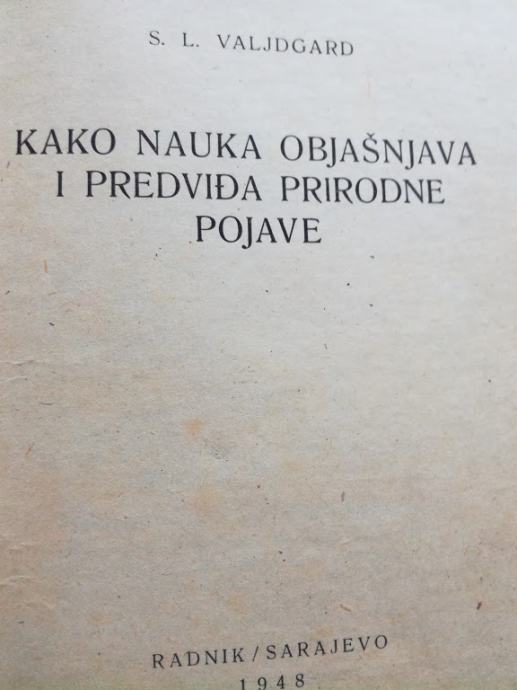 S. L. VALJDGARD
KAKO NAUKA OBJAŠNJAVA
I PREDVIĐA PRIRODNE
POJAVE
RADNIK/SARAJEVO
1948